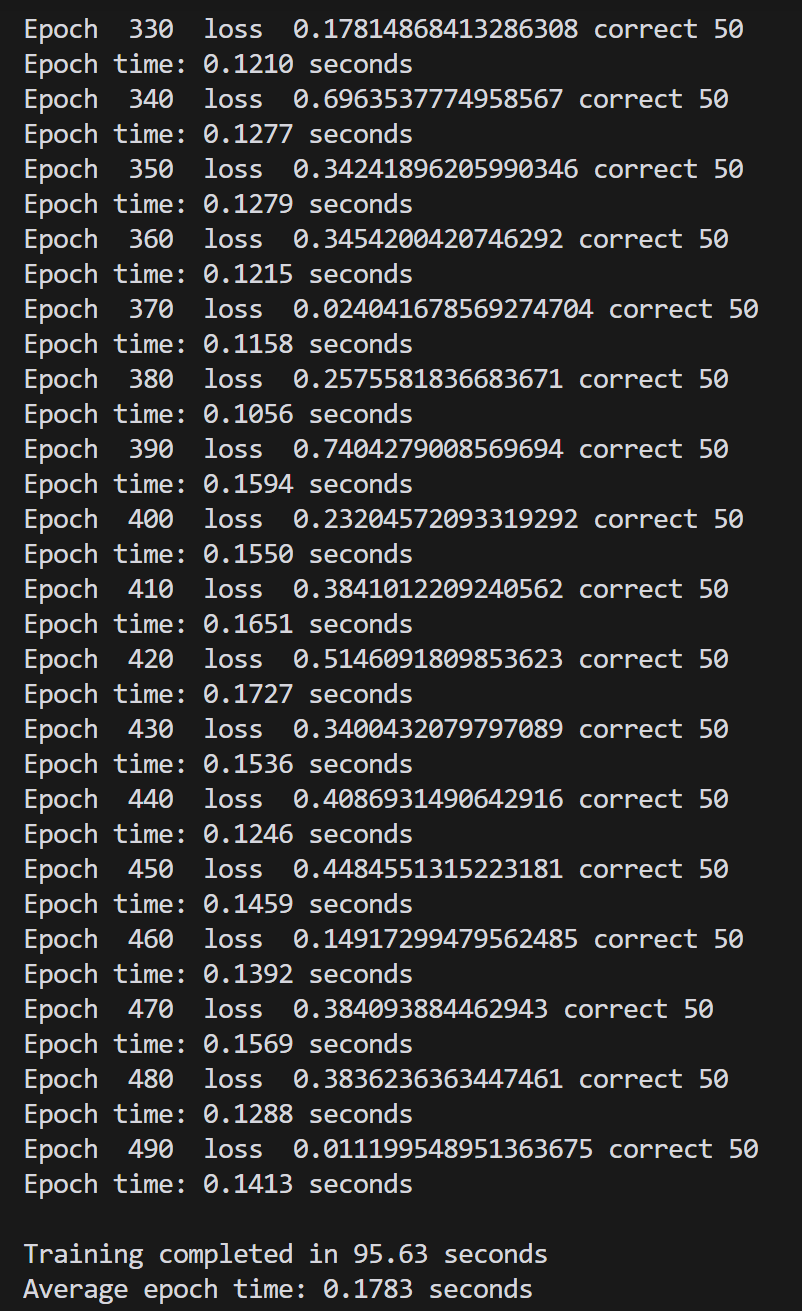 Epoch  330  loss  0.17814868413286308 correct 50
Epoch time: 0.1210 seconds
Epoch  340  loss  0.6963537774958567 correct 50
Epoch time: 0.1277 seconds
Epoch  350  loss  0.34241896205990346 correct 50
Epoch time: 0.1279 seconds
Epoch  360  loss  0.3454200420746292 correct 50
Epoch time: 0.1215 seconds
Epoch  370  loss  0.024041678569274704 correct 50
Epoch time: 0.1158 seconds
Epoch  380  loss  0.2575581836683671 correct 50
Epoch time: 0.1056 seconds
Epoch  390  loss  0.7404279008569694 correct 50
Epoch time: 0.1594 seconds
Epoch  400  loss  0.23204572093319292 correct 50
Epoch time: 0.1550 seconds
Epoch  410  loss  0.3841012209240562 correct 50
Epoch time: 0.1651 seconds
Epoch  420  loss  0.5146091809853623 correct 50
Epoch time: 0.1727 seconds
Epoch  430  loss  0.3400432079797089 correct 50
Epoch time: 0.1536 seconds
Epoch  440  loss  0.4086931490642916 correct 50
Epoch time: 0.1246 seconds
Epoch  450  loss  0.4484551315223181 correct 50
Epoch time: 0.1459 seconds
Epoch  460  loss  0.14917299479562485 correct 50
Epoch time: 0.1392 seconds
Epoch  470  loss  0.384093884462943 correct 50
Epoch time: 0.1569 seconds
Epoch  480  loss  0.3836236363447461 correct 50
Epoch time: 0.1288 seconds
Epoch  490  loss  0.011199548951363675 correct 50
Epoch time: 0.1413 seconds
Training completed in 95.63 seconds
Average epoch time: 0.1783 seconds